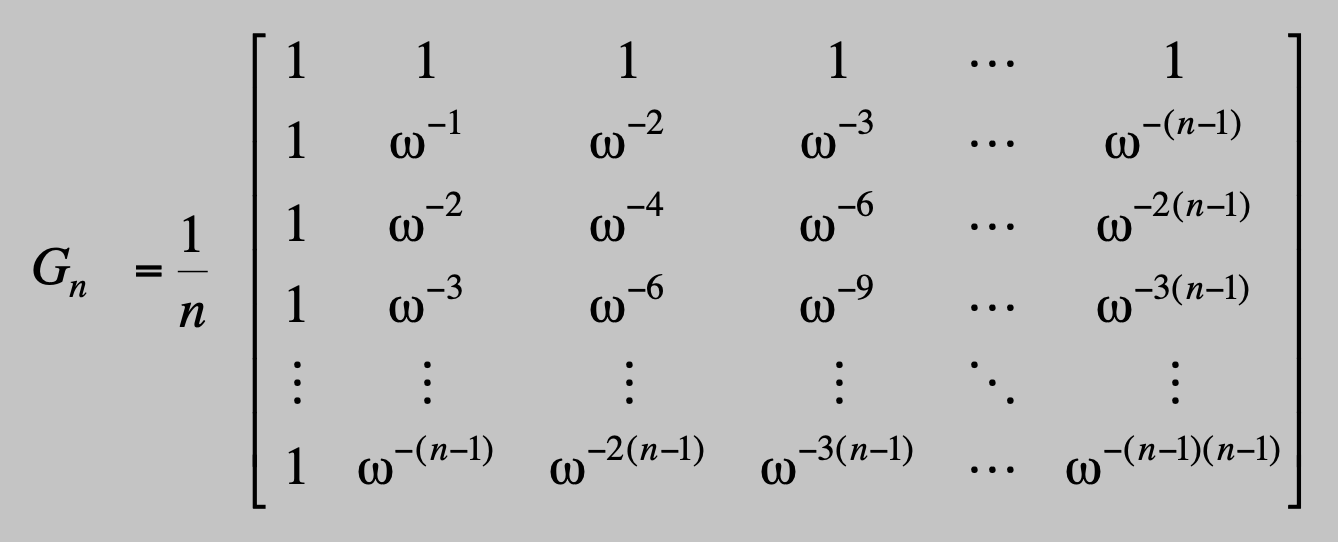 1 1 1 1 ⋯ 1
1 ω⁻¹ ω⁻² ω⁻³ ⋯ ω^−(n−1)
1 ω⁻² ω⁻⁴ ω⁻⁶ ⋯ ω^−2(n−1)
Gₙ = 1/n 1 ω⁻³ ω⁻⁶ ω⁻⁹ ⋯ ω^−3(n−1)
⋮ ⋮ ⋮ ⋮ ⋱ ⋮
1 ω^−(n−1) ω^−2(n−1) ω^−3(n−1) ⋯ ω^−(n−1)(n−1)